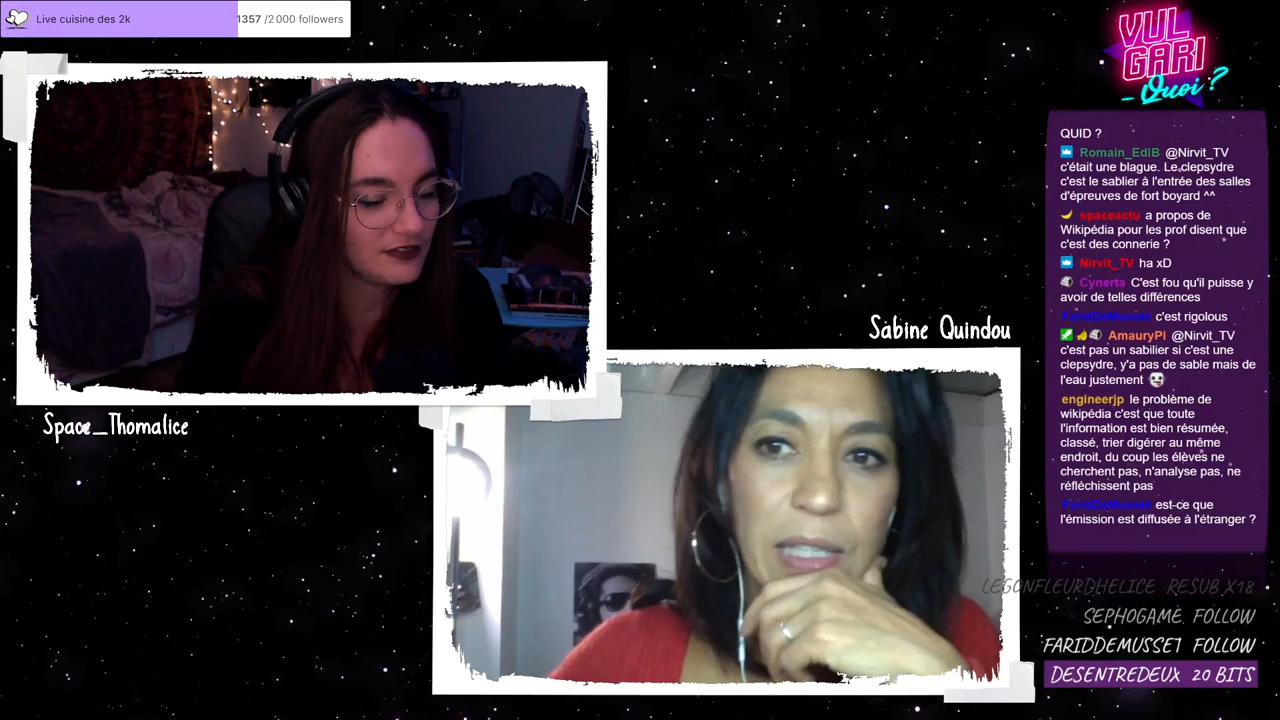 Live cuisine des 2k
1357 /2 000 followers
VUL
GARI
- Quoi ?
QUID ?
Romain_EdIB @Nirvit_TV
c'était une blague. Le clepsydre
c'est le sablier à l'entrée des salles
d'épreuves de fort boyard ^^
spaceactu a propos de
Wikipédia pour les prof disent que
c'est des connerie ?
Nirvit_TV ha xD
Cynerta C'est fou qu'il puisse y
avoir de telles différences
FaridDeMusset c'est rigolous
AmauryPi @Nirvit_TV
c'est pas un sabilier si c'est une
clepsydre, y'a pas de sable mais de
l'eau justement
engineerjp le problème de
wikipédia c'est que toute
l'information est bien résumée,
classé, trier digérer au même
endroit, du coup les élèves ne
cherchent pas, n'analyse pas, ne
réfléchissent pas
FaridDeMusset est-ce que
l'émission est diffusée à l'étranger ?
Sabine Quindou
Space_Thomalice
LEGONFLEURDHELICE RESUB X18
SEPHOGAME FOLLOW
FARIDDEMUSSET FOLLOW
DESENTREDEUX 20 BITS